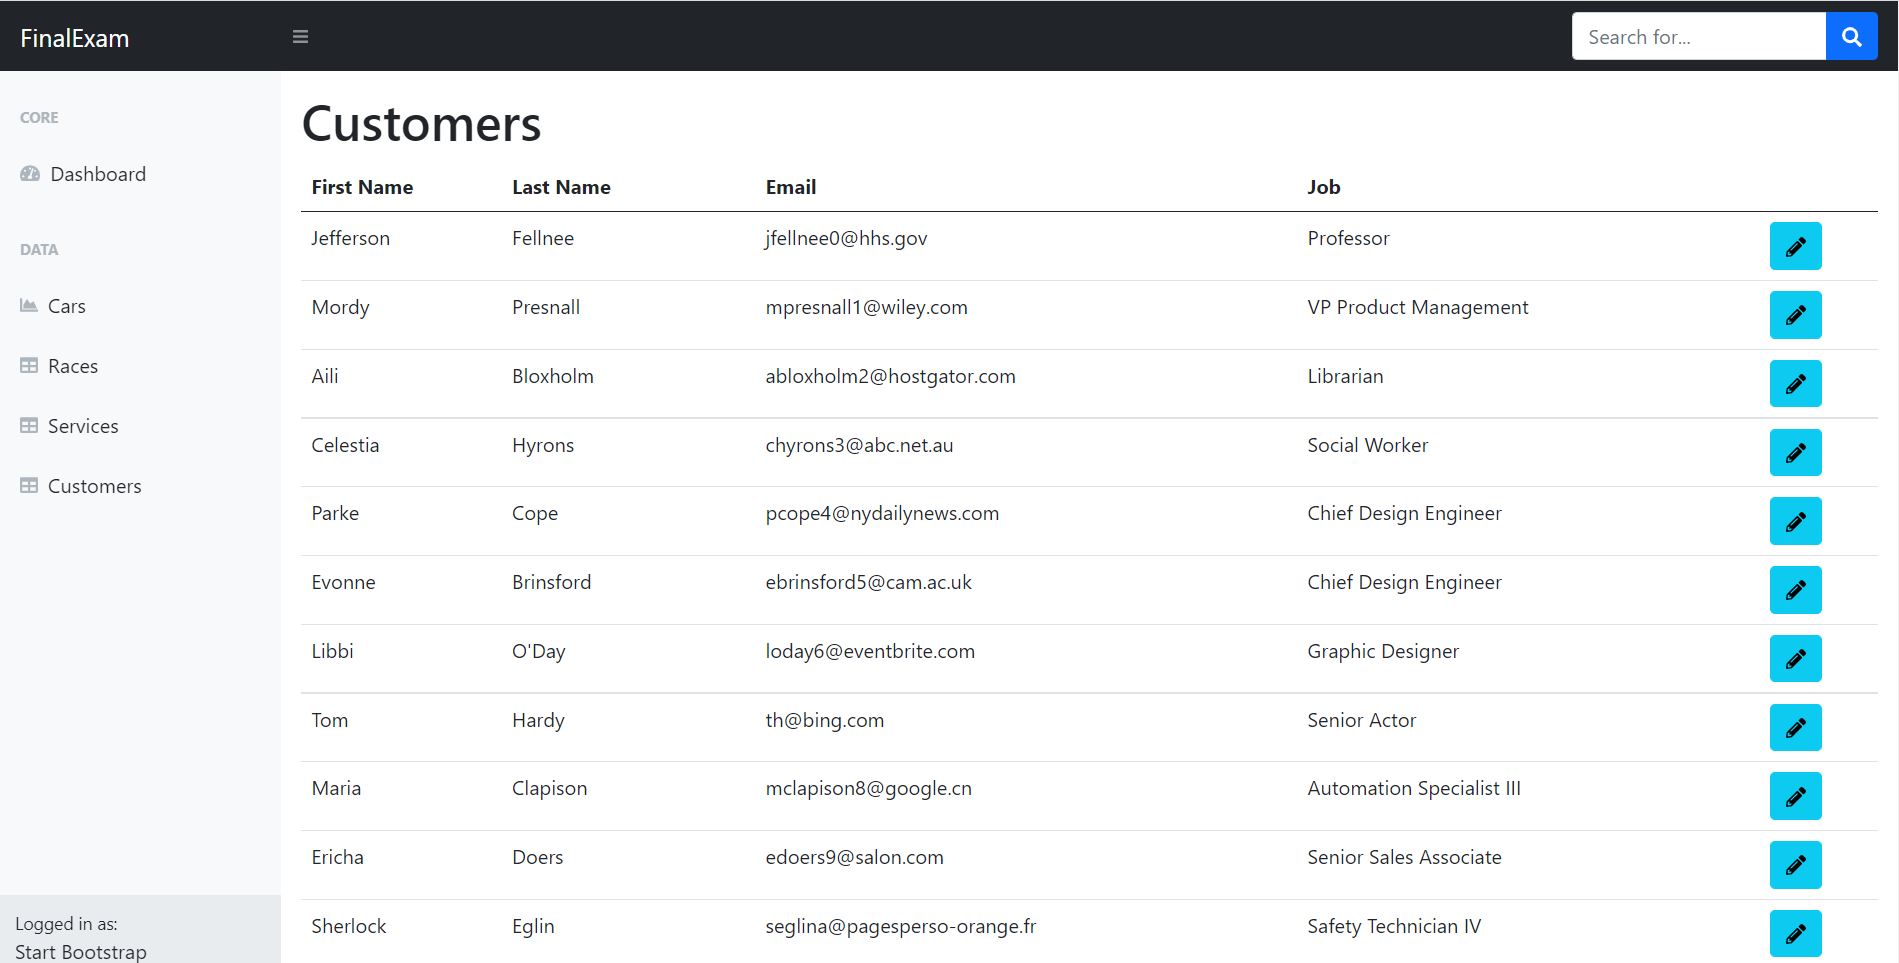 FinalExam
Search for...
CORE
Dashboard
DATA
Cars
Races
Services
Customers
Logged in as:
Start Bootstrap
Customers
First Name Last Name Email Job
Jefferson Fellnee jfellnee0@hhs.gov Professor
Mordy Presnall mpresnall1@wiley.com VP Product Management
Aili Bloxholm abloxholm2@hostgator.com Librarian
Celestia Hyrons chyrons3@abc.net.au Social Worker
Parke Cope pcope4@nydailynews.com Chief Design Engineer
Evonne Brinsford ebrinsford5@cam.ac.uk Chief Design Engineer
Libbi O'Day loday6@eventbrite.com Graphic Designer
Tom Hardy th@bing.com Senior Actor
Maria Clapison mclapison8@google.cn Automation Specialist III
Ericha Doers edoers9@salon.com Senior Sales Associate
Sherlock Eglin seglina@pagesperso-orange.fr Safety Technician IV